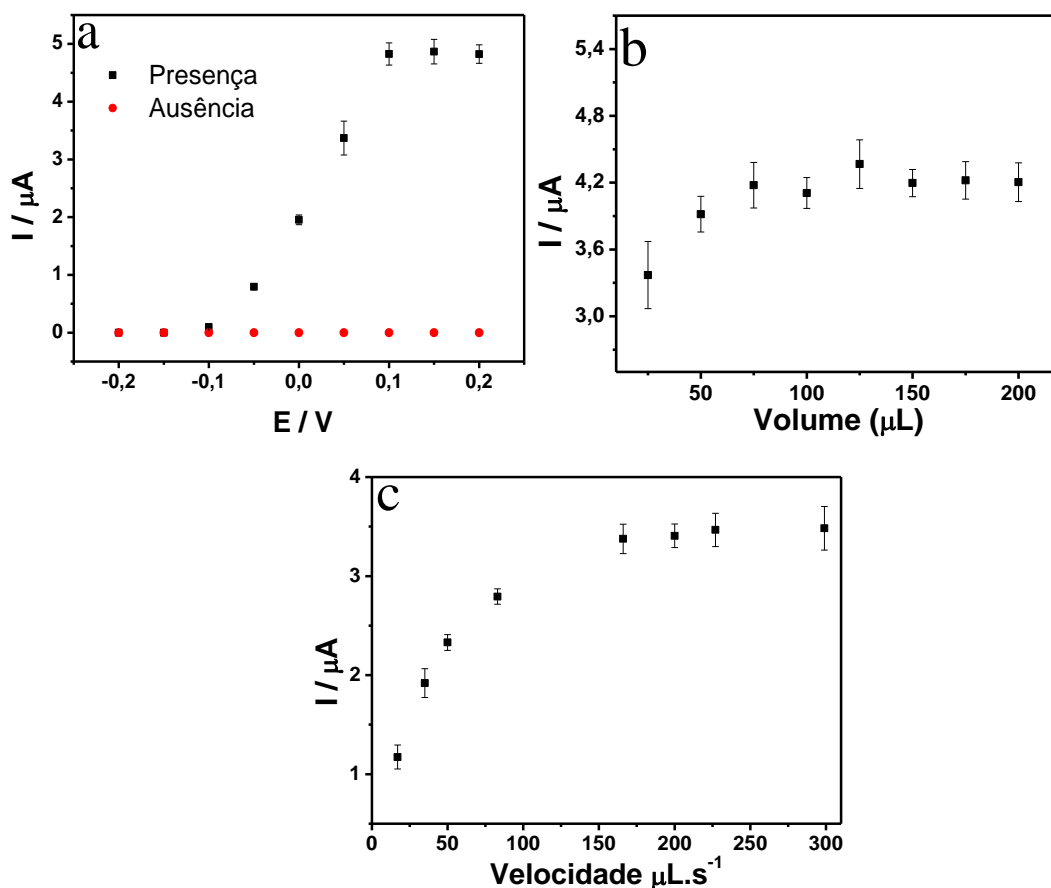 a
5
4
3
2
1
0
I / μA
Presença
Ausência
-0,2
-0,1
0,0
0,1
0,2
E / V
b
5,4
4,8
4,2
3,6
3,0
I / μA
50
100
150
200
Volume (μL)
c
4
3
2
1
I / μA
0
50
100
150
200
250
300
Velocidade μL.s⁻¹